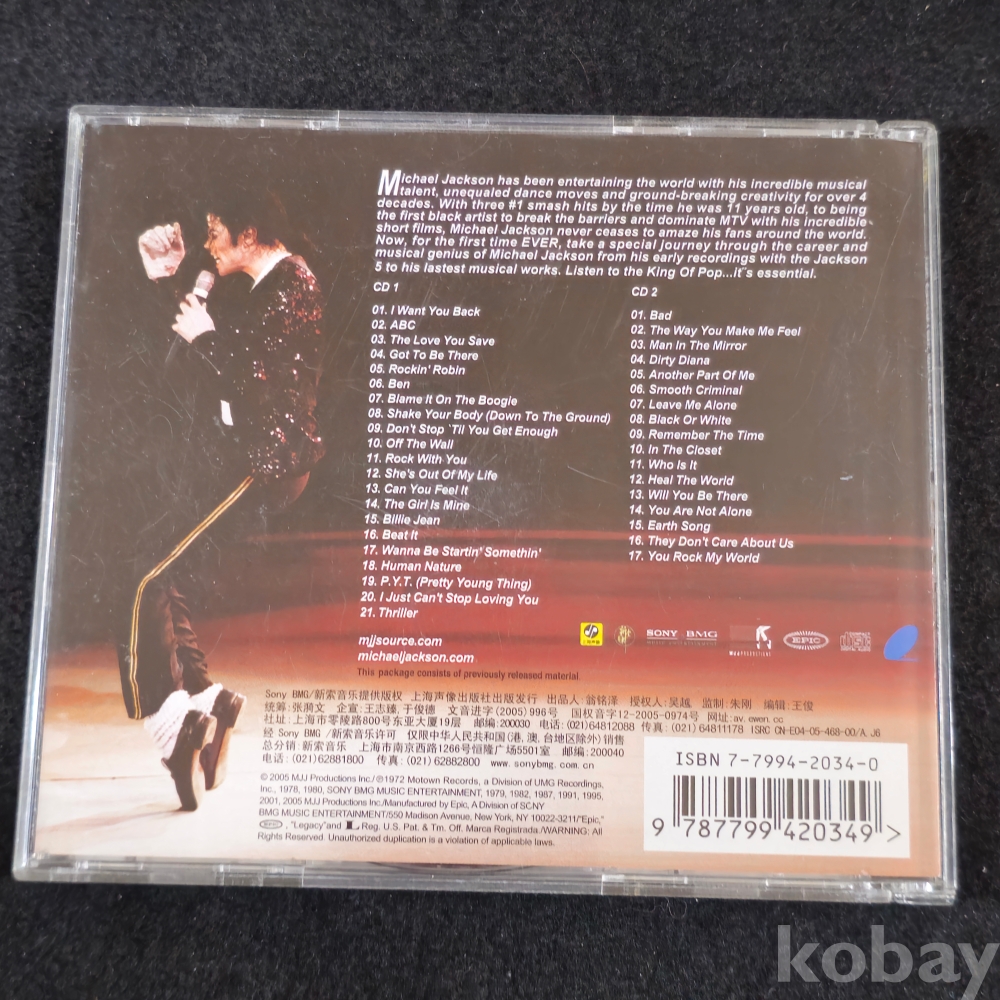 Michael Jackson has been entertaining the world with his incredible musical
talent, unequaled dance moves and ground-breaking creativity for over 4
decades. With three #1 smash hits by the time he was 11 years old, to being
the first black artist to break the barriers and dominate MTV with his incredible
short films, Michael Jackson never ceases to amaze his fans around the world.
Now, for the first time EVER, take a special journey through the career and
musical genius of Michael Jackson from his early recordings with the Jackson
5 to his lastest musical works. Listen to the King Of Pop...it's essential.
CD 1
01. I Want You Back
02. ABC
03. The Love You Save
04. Got To Be There
05. Rockin' Robin
06. Ben
07. Blame It On The Boogie
08. Shake Your Body (Down To The Ground)
09. Don't Stop 'Til You Get Enough
10. Off The Wall
11. Rock With You
12. She's Out Of My Life
13. Can You Feel It
14. The Girl Is Mine
15. Billie Jean
16. Beat It
17. Wanna Be Startin' Somethin'
18. Human Nature
19. P.Y.T. (Pretty Young Thing)
20. I Just Can't Stop Loving You
21. Thriller
CD 2
01. Bad
02. The Way You Make Me Feel
03. Man In The Mirror
04. Dirty Diana
05. Another Part Of Me
06. Smooth Criminal
07. Leave Me Alone
08. Black Or White
09. Remember The Time
10. In The Closet
11. Who Is It
12. Heal The World
13. Will You Be There
14. You Are Not Alone
15. Earth Song
16. They Don't Care About Us
17. You Rock My World
mjjsource.com
michaeljackson.com
SONY BMG
EPIC
This package consists of previously released material
Sony BMG/新索音乐提供版权 上海声像出版社出版发行 出品人: 翁铭泽 授权人: 吴越 监制: 朱刚 编辑: 王俊
统筹: 张漪文 企宣: 王志臻, 于俊德 文音进字(2005)996号 国权音字12-2005-0974号 网址: av. ewen. cc
社址: 上海市零陵路800号东亚大厦19层 邮编: 200030 电话: (021)64812088 传真: (021)64811178 ISRC CN-E04-05-468-00/A. J6
经 Sony BMG /新索音乐许可 仅限中华人民共和国(港, 澳, 台地区除外)销售
总分销: 新索音乐 上海市南京西路1266号恒隆广场5501室 邮编: 200040
电话: (021)62881800 传真: (021)62882800 www. sonybmg. com. cn
© 2005 MJJ Productions Inc./℗1972 Motown Records, a Division of UMG Recordings,
Inc., 1978, 1980, SONY BMG MUSIC ENTERTAINMENT, 1979, 1982, 1987, 1991, 1995,
2001, 2005 MJJ Productions Inc./Manufactured by Epic, A Division of SONY
BMG MUSIC ENTERTAINMENT/550 Madison Avenue, New York, NY 10022-3211/"Epic,"
, "Legacy" and L Reg. U.S. Pat. & Tm. Off. Marca Registrada./WARNING: All
Rights Reserved. Unauthorized duplication is a violation of applicable laws.
ISBN 7-7994-2034-0
9 787799 420349 >
kobay